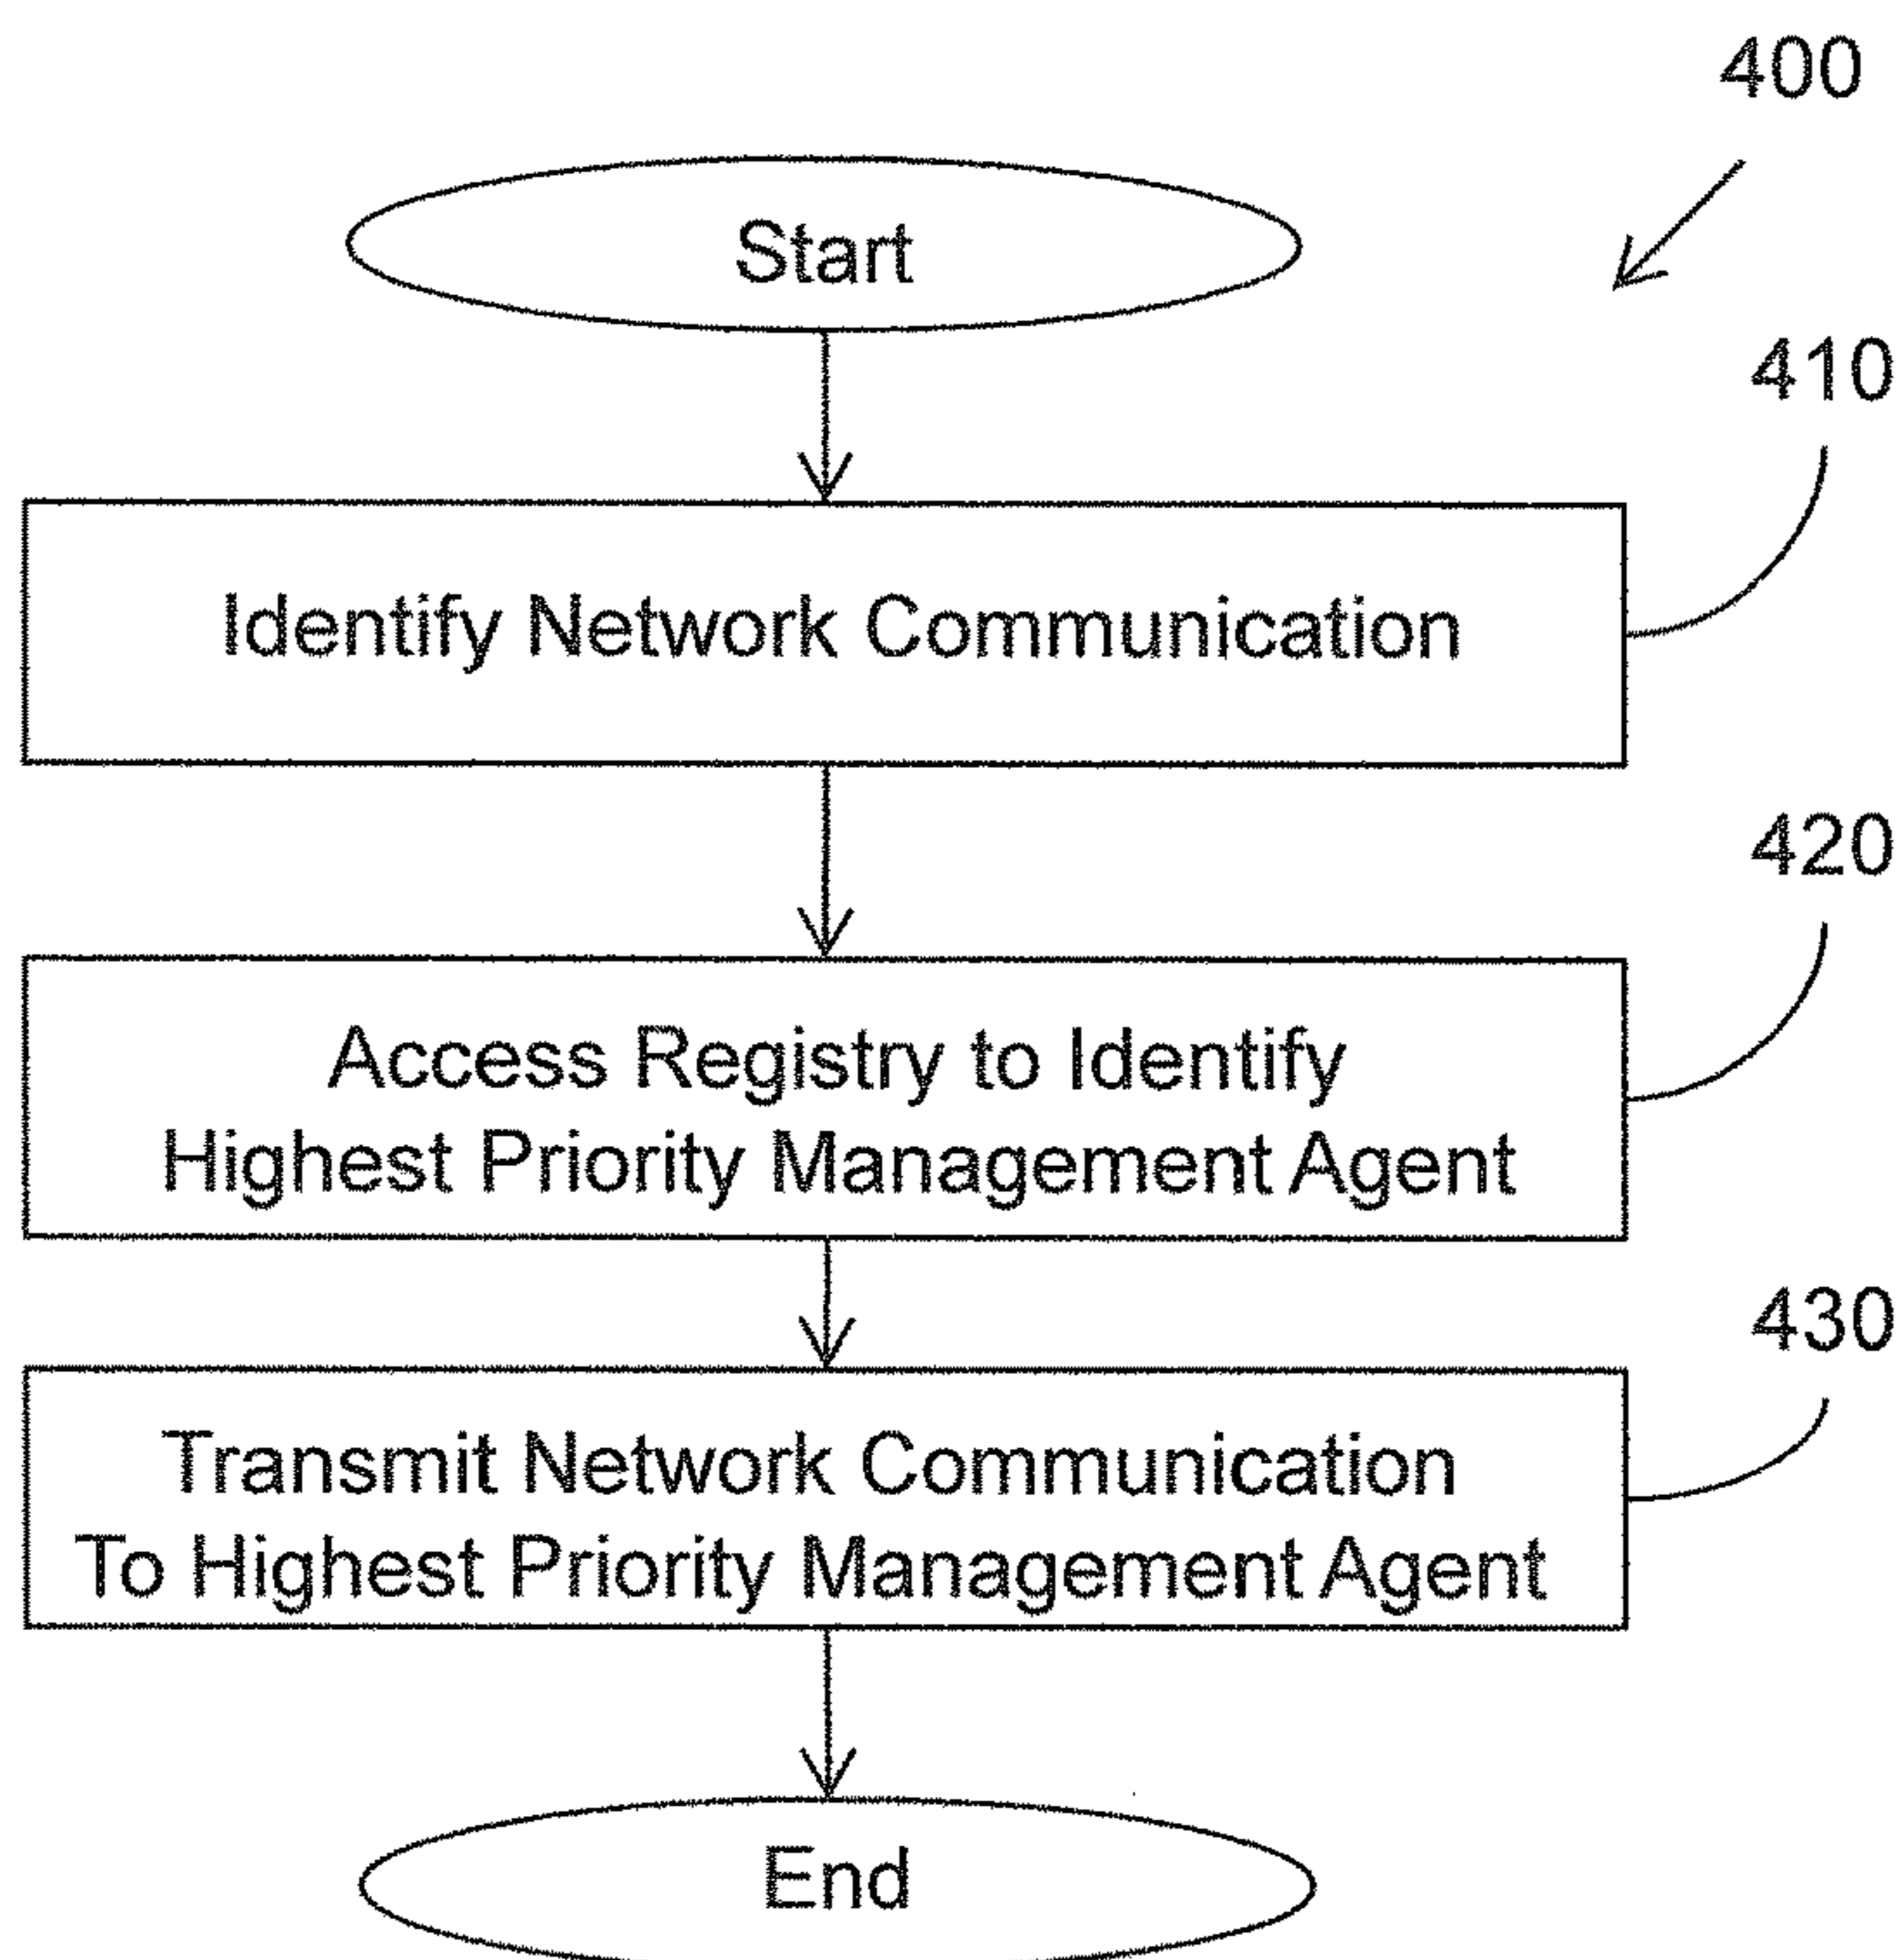 400
Start
410
Identify Network Communication
420
Access Registry to Identify
Highest Priority Management Agent
430
Transmit Network Communication
To Highest Priority Management Agent
End